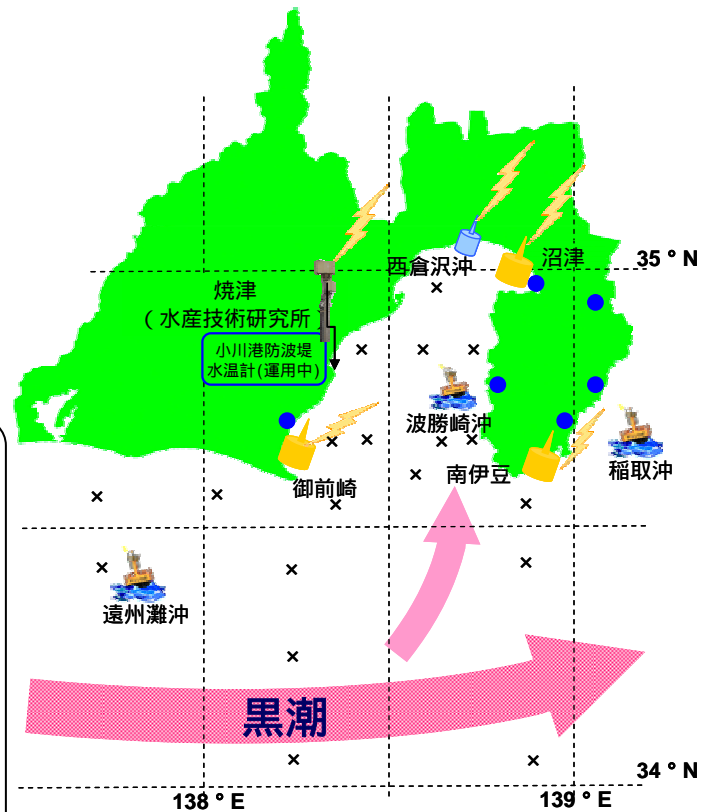 35 ° N
西倉沢沖
沼津
焼津
（ 水産技術研究所 ）
小川港防波堤
水温計(運用中)
波勝崎沖
稲取沖
南伊豆
御前崎
遠州灘沖
黒潮
34 ° N
138 ° E
139 ° E